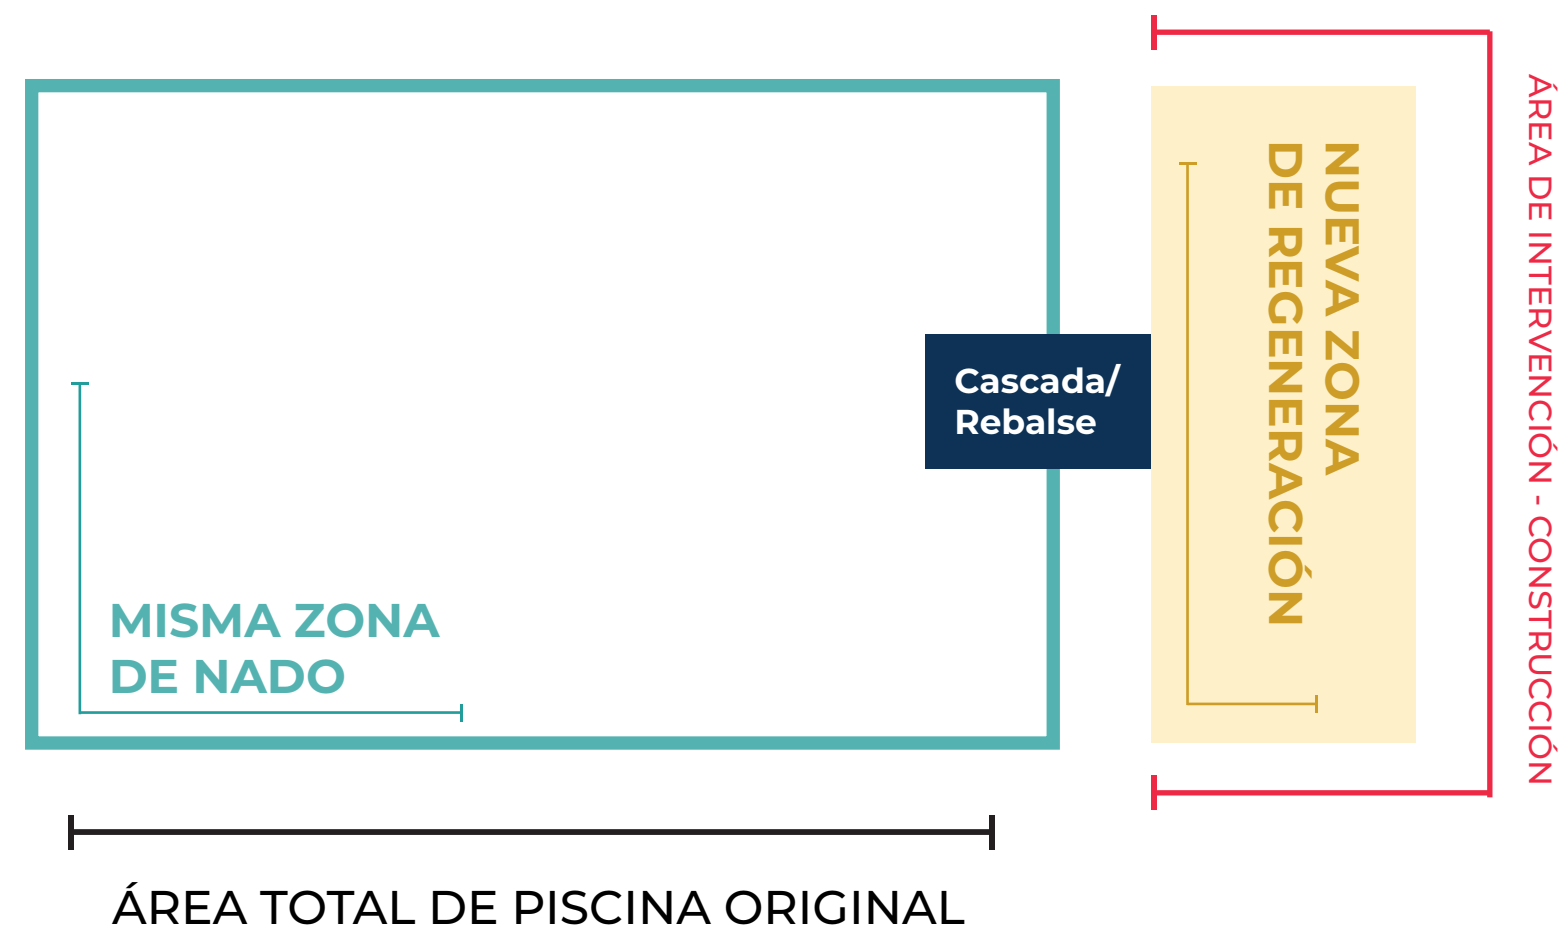 MISMA ZONA
DE NADO
Cascada/
Rebalse
NUEVA ZONA
DE REGENERACIÓN
ÁREA DE INTERVENCIÓN - CONSTRUCCIÓN
ÁREA TOTAL DE PISCINA ORIGINAL